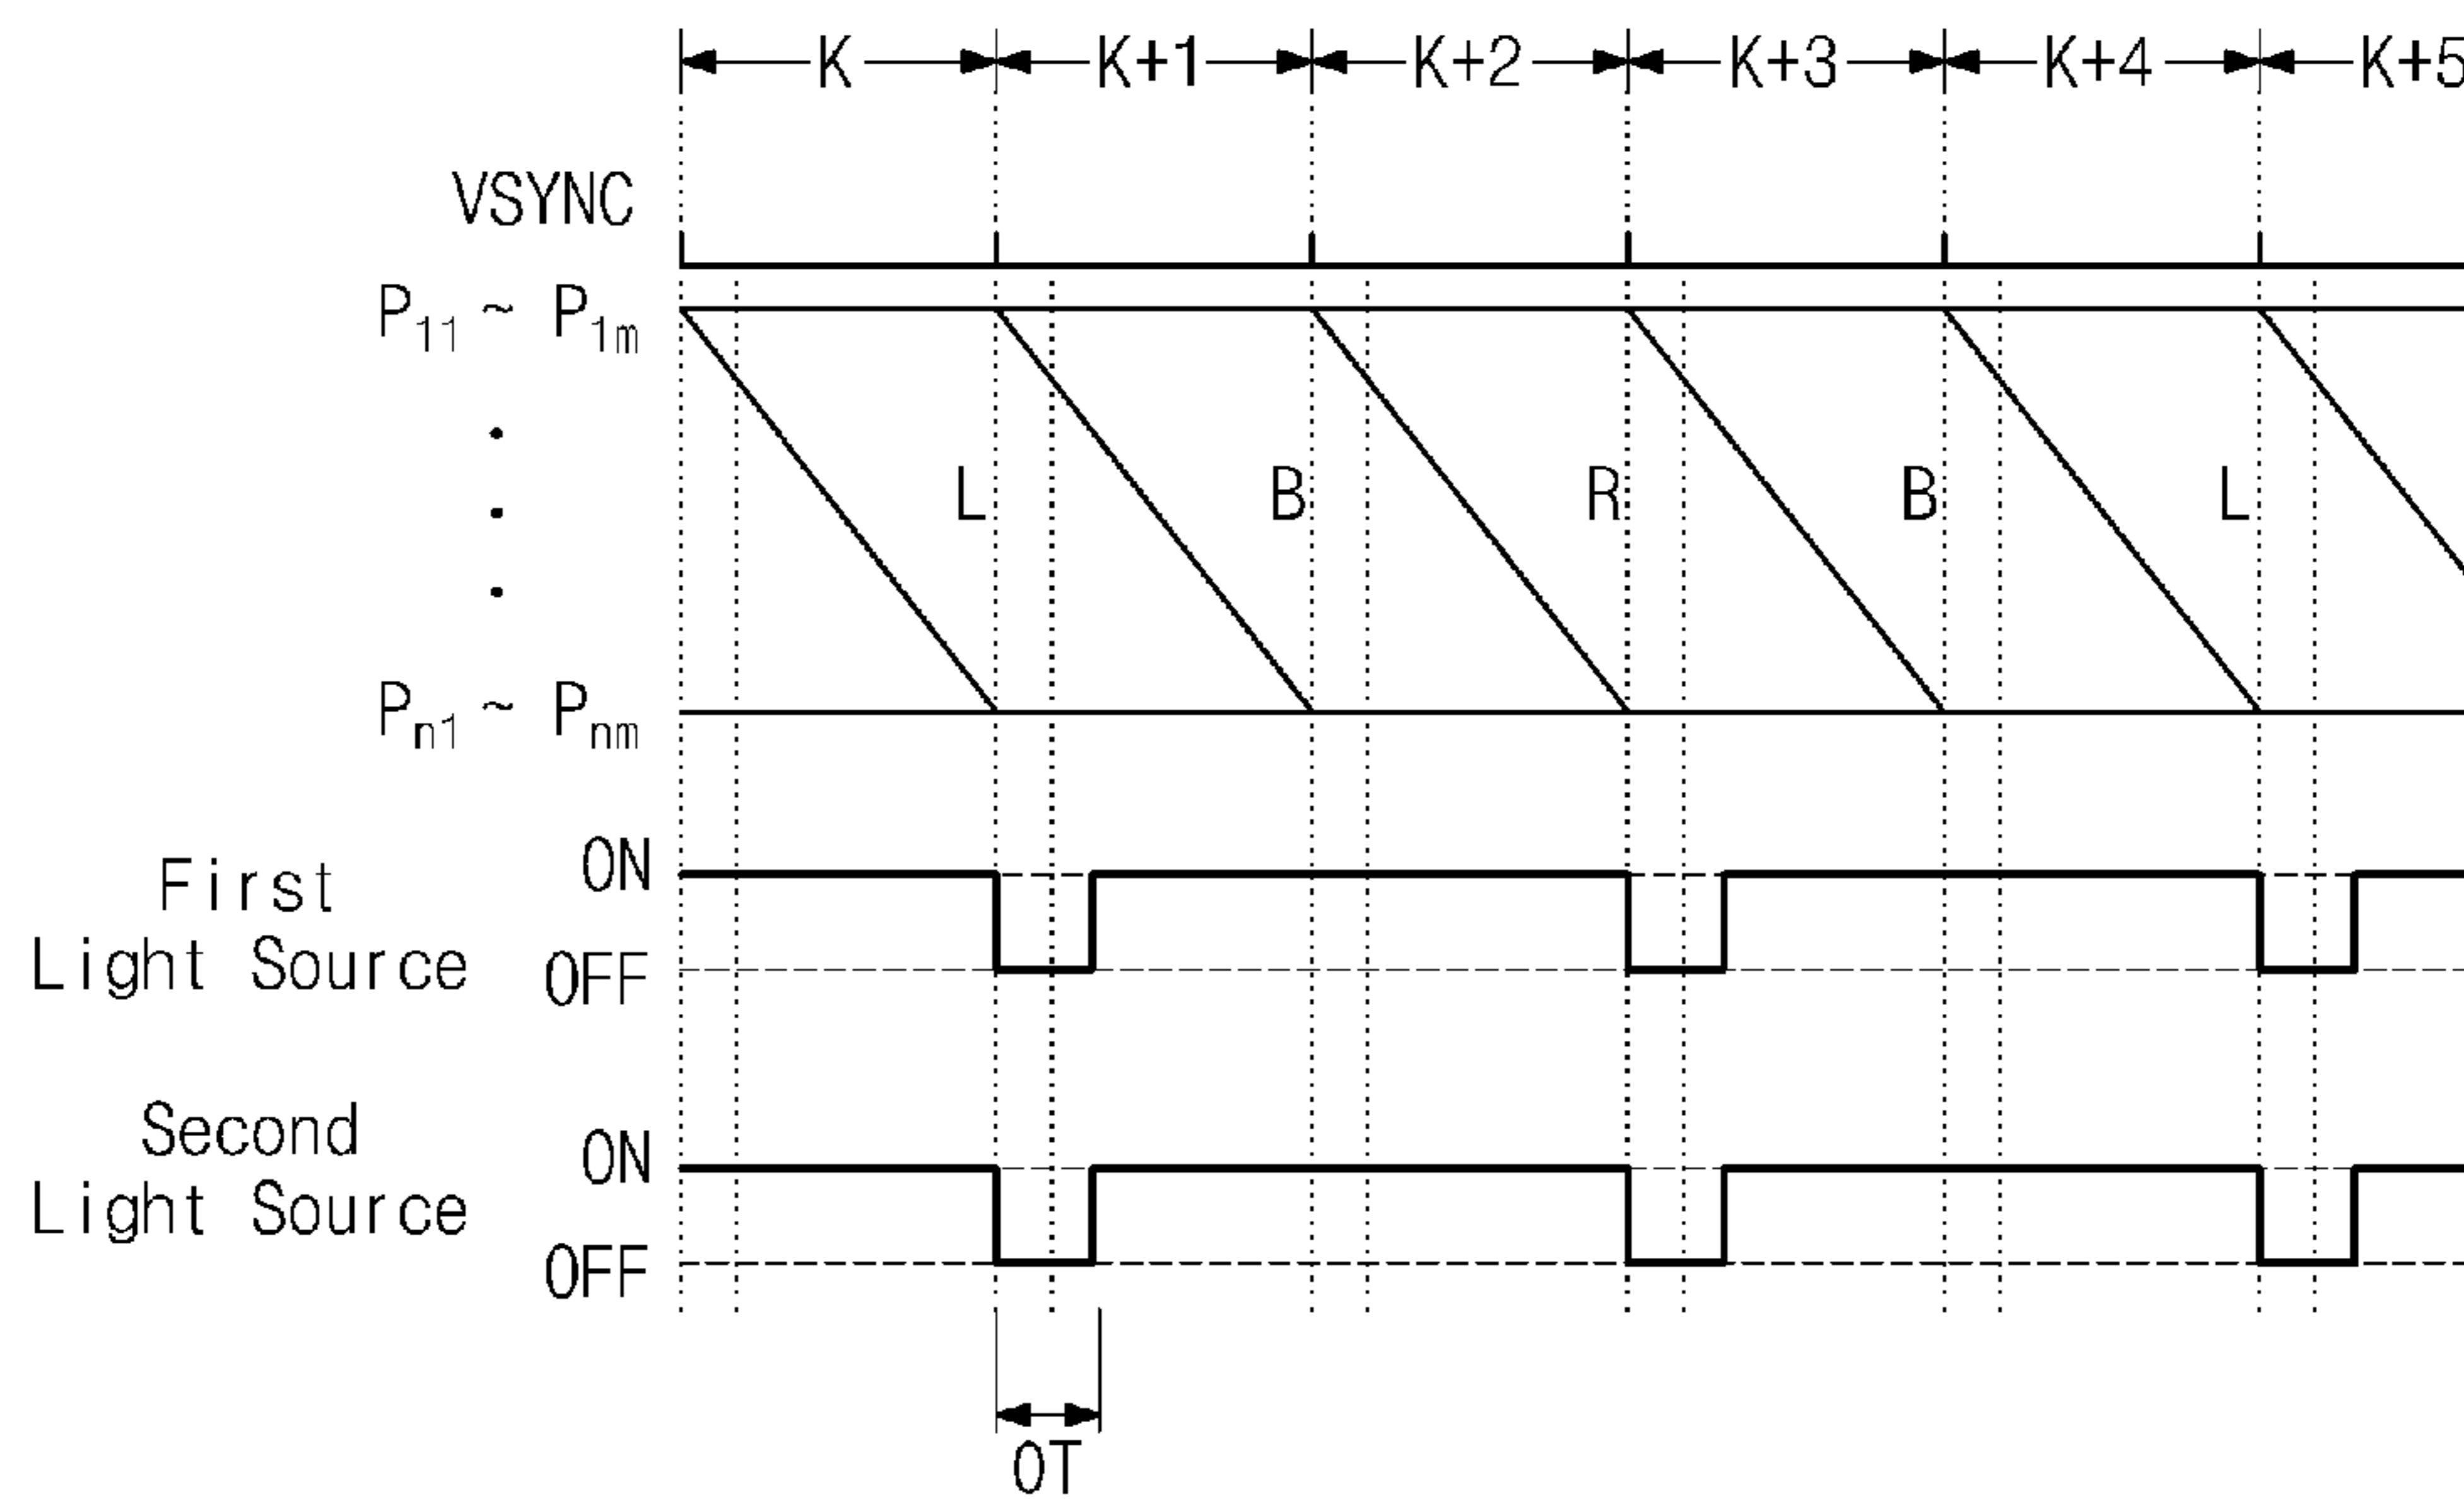 K K+1 K+2 K+3 K+4 K+5
VSYNC
P11 ~ P1m
L B R B L
Pn1 ~ Pnm
ON
First
Light Source
OFF
Second
ON
Light Source
OFF
OT